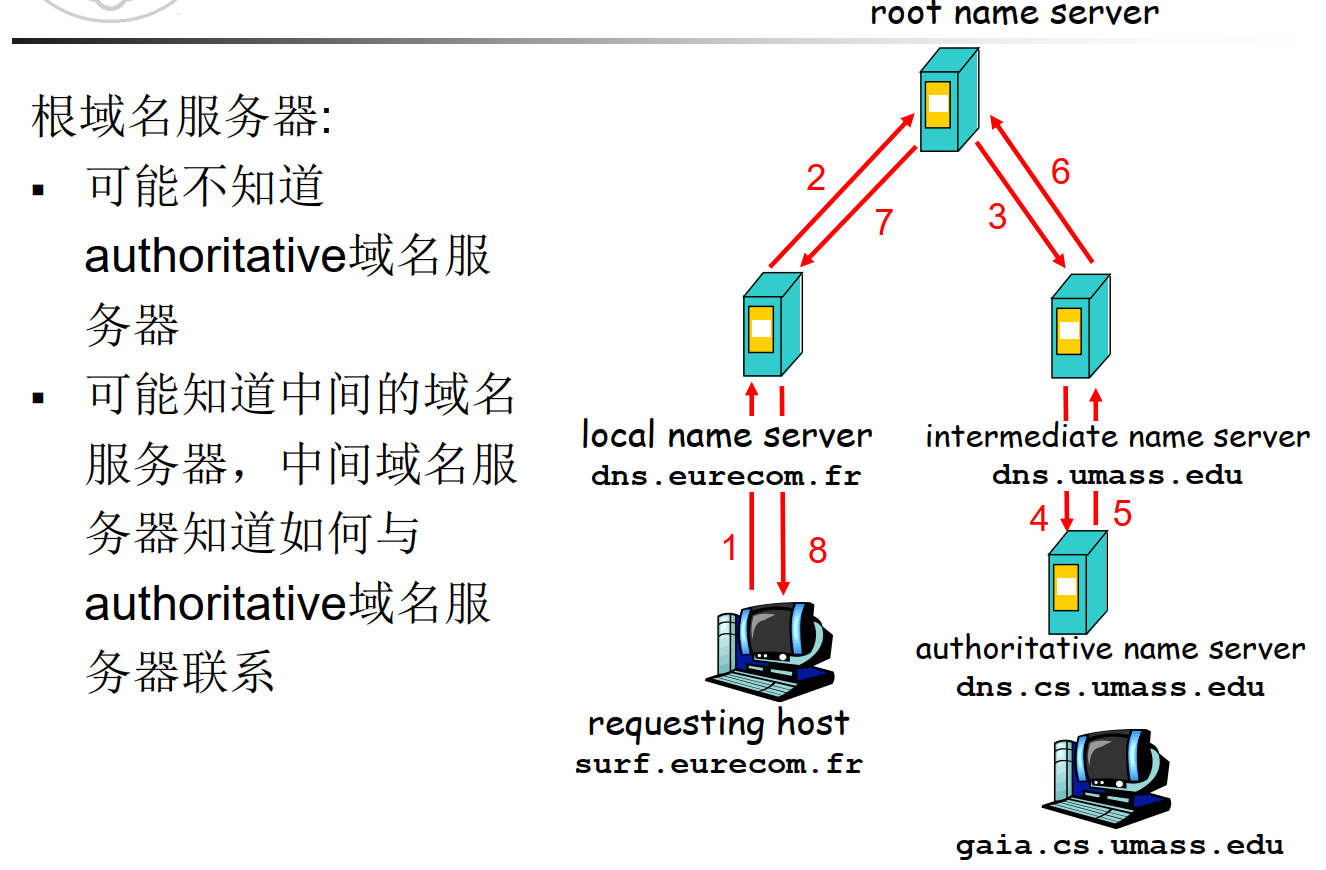 root name server
根域名服务器:
▪ 可能不知道
authoritative域名服
务器
▪ 可能知道中间的域名
服务器，中间域名服
务器知道如何与
authoritative域名服
务器联系
2
7
3
6
local name server
dns.eurecom.fr
intermediate name server
dns.umass.edu
1
8
4
5
authoritative name server
dns.cs.umass.edu
requesting host
surf.eurecom.fr
gaia.cs.umass.edu